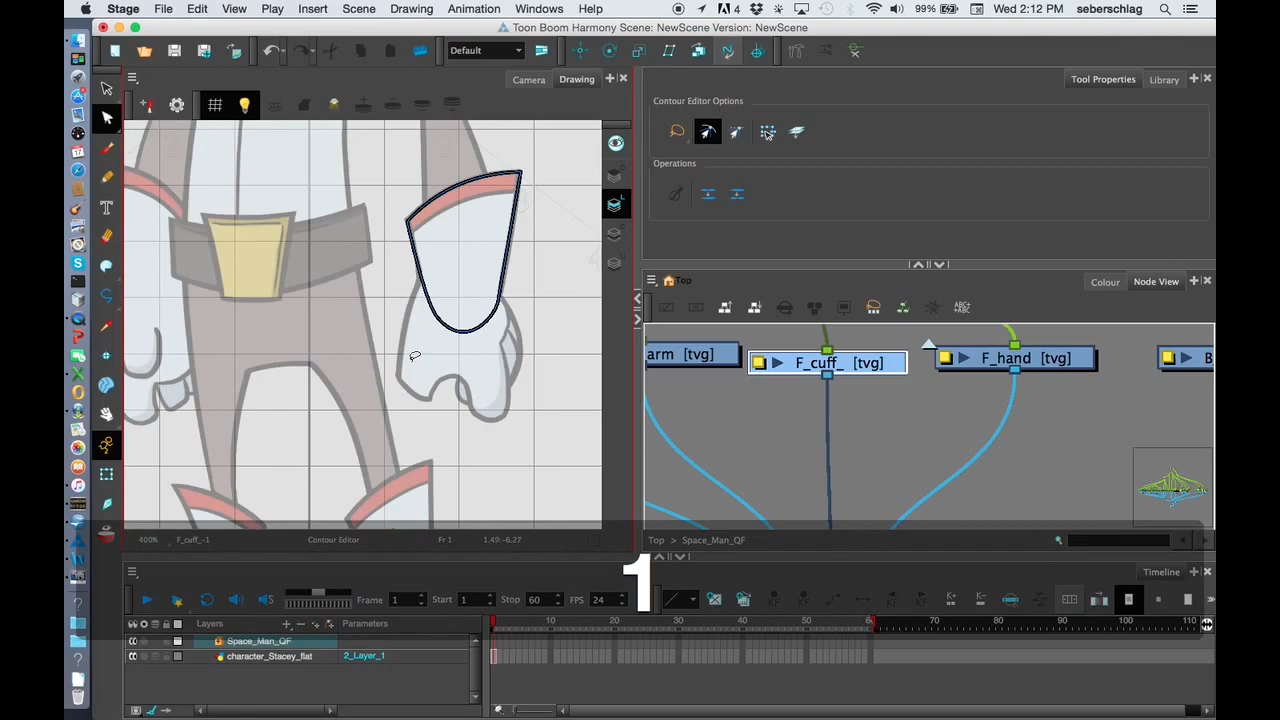 Stage File Edit View Play Insert Scene Drawing Animation Windows Help 4 99% Wed 2:12 PM seberschlag
Toon Boom Harmony Scene: NewScene Version: NewScene
Default
Camera Drawing
Tool Properties Library
Contour Editor Options
Operations
Top
Colour Node View
arm [tvg]
F_cuff_ [tvg]
F_hand [tvg]
B
400% F_cuff_-1 Contour Editor Fr 1 1.49:-6.27
Top > Space_Man_QF
1
Timeline
Frame 1 Start 1 Stop 60 FPS 24
Layers Parameters
10 20 30 40 50 60 70 80 90 100 110
Space_Man_QF
character_Stacey_flat 2_Layer_1